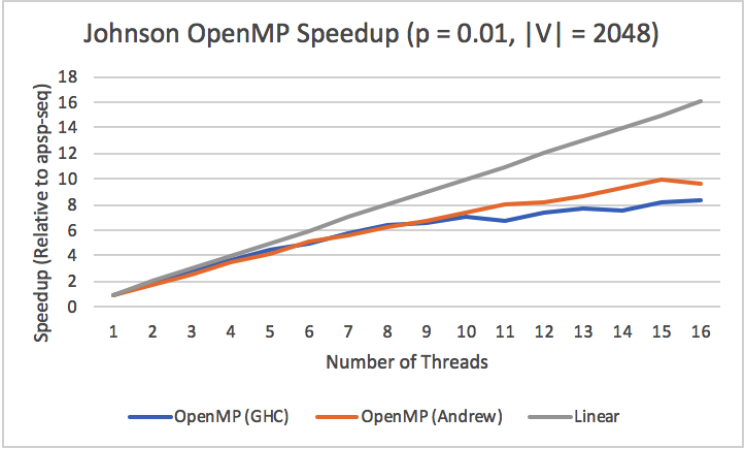 Johnson OpenMP Speedup (p = 0.01, |V| = 2048)
18
16
14
12
10
8
6
4
2
0
Speedup (Relative to apsp-seq)
1 2 3 4 5 6 7 8 9 10 11 12 13 14 15 16
Number of Threads
OpenMP (GHC) OpenMP (Andrew) Linear